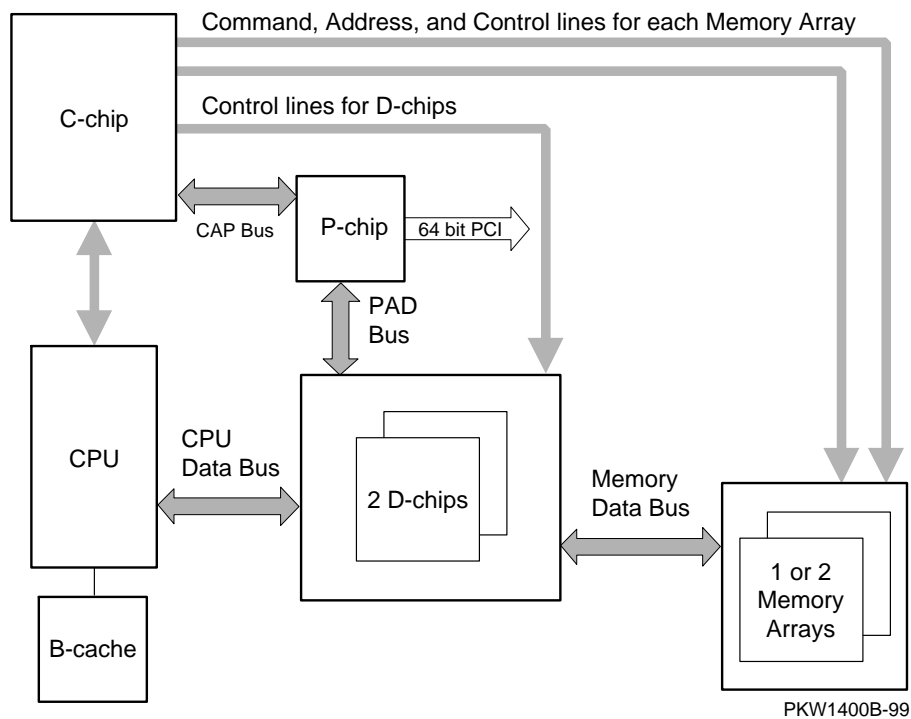 Command, Address, and Control lines for each Memory Array
Control lines for D-chips
C-chip
CAP Bus
P-chip
64 bit PCI
PAD
Bus
CPU
CPU
Data Bus
2 D-chips
Memory
Data Bus
1 or 2
Memory
Arrays
B-cache
PKW1400B-99